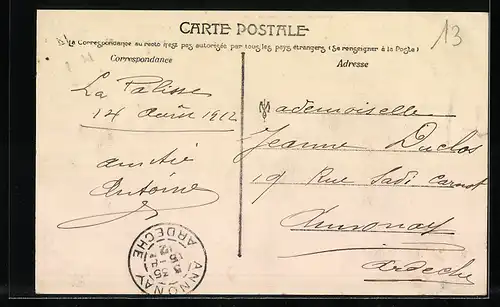 CARTE POSTALE
La Correspondance au recto n'est pas autorisée par tous les pays étrangers (Se renseigner à la Poste)
13
Correspondance
Adresse
La Palisse
14 Août 1912
amitié
Antoine
Mademoiselle
Jeanne Duclos
19 Rue Sadi Carnot
Annonay
Ardèche
ANNONAY
ARDECHE